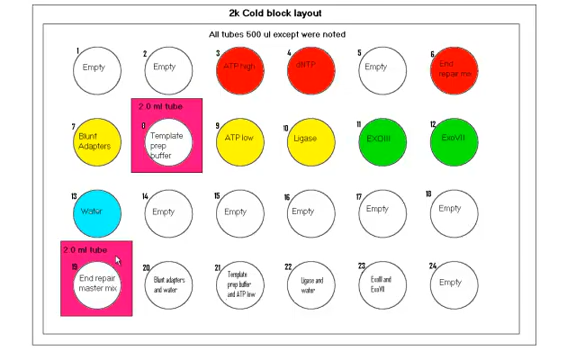 2k Cold block layout
All tubes 500 ul except were noted
1
Empty
2
Empty
3
ATP high
4
dNTP
5
Empty
6
End
repair mix
7
Blunt
Adapters
2.0 ml tube
Template
prep
buffer
9
ATP low
10
Ligase
11
EXOIII
12
ExoVII
13
Water
14
Empty
15
Empty
16
Empty
17
Empty
18
Empty
2.0 ml tube
19
End repair
master mix
20
Blunt adapters
and water
21
Template
prep buffer
and ATP low
22
Ligase and
water
23
ExoIII and
ExoVII
24
Empty